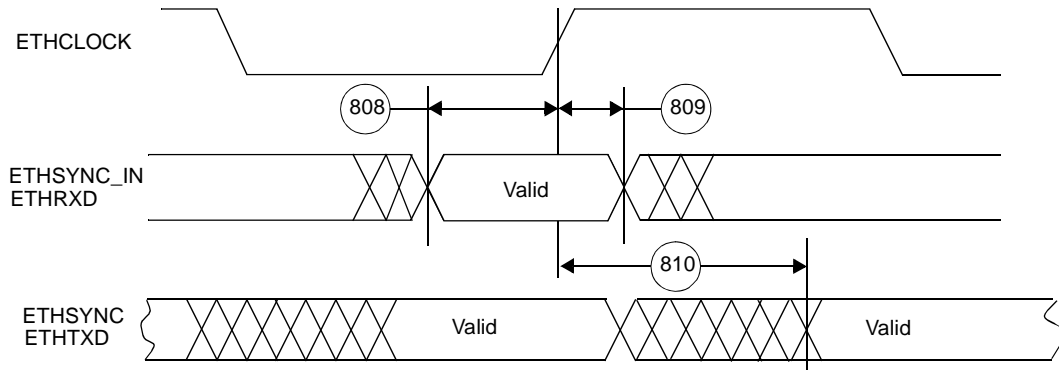 ETHCLOCK
808
809
ETHSYNC_IN
ETHRXD
Valid
810
ETHSYNC
ETHTXD
Valid
Valid